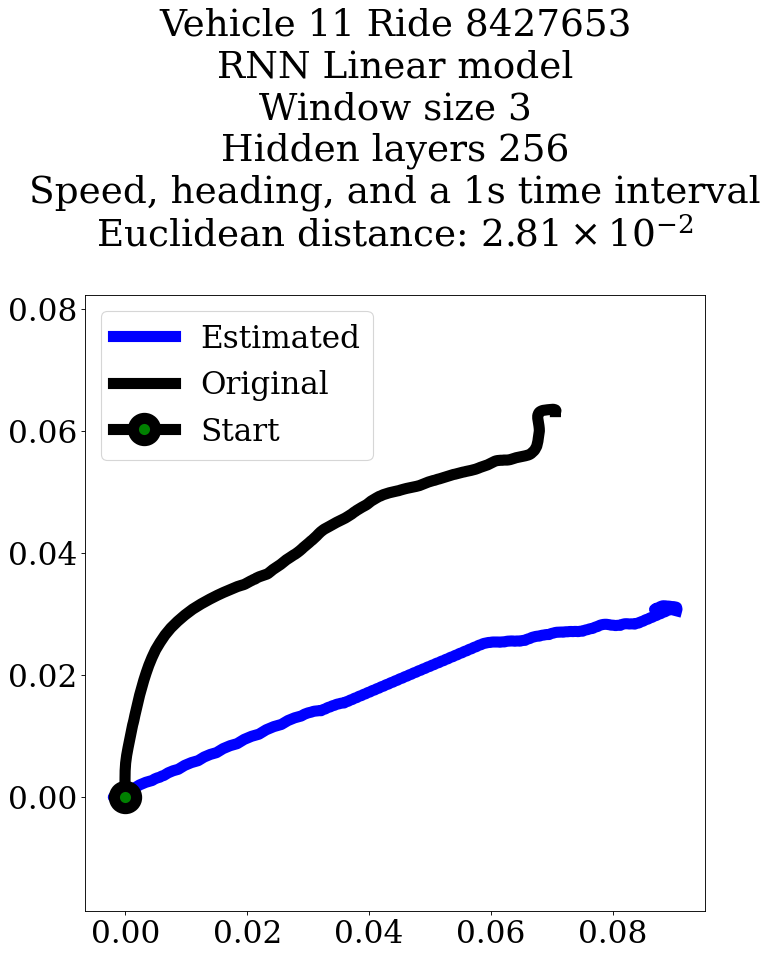 Vehicle 11 Ride 8427653
RNN Linear model
Window size 3
Hidden layers 256
Speed, heading, and a 1s time interval
Euclidean distance: 2.81 × 10⁻²
Estimated
Original
Start
0.08
0.06
0.04
0.02
0.00
0.00 0.02 0.04 0.06 0.08